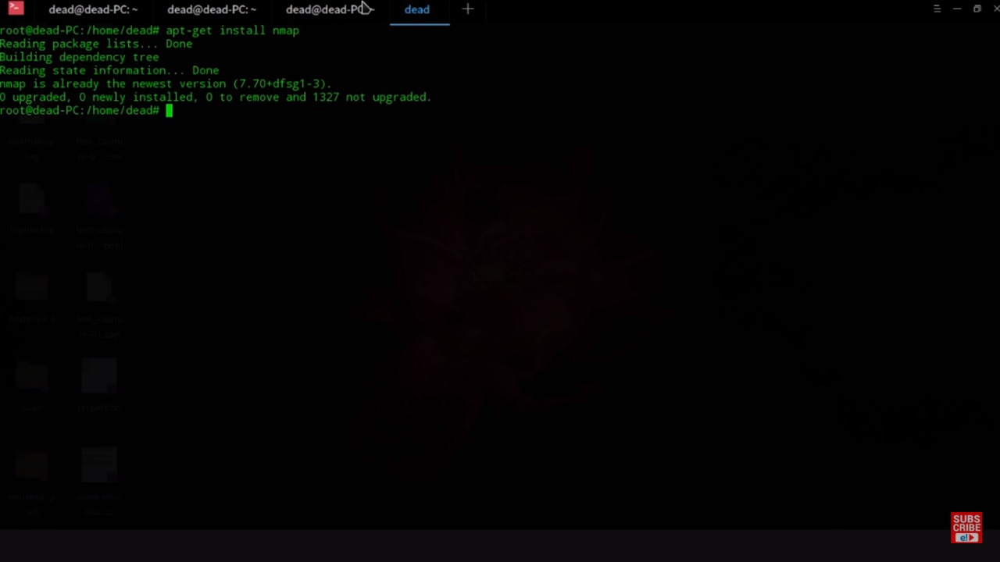 dead@dead-PC: ~ dead@dead-PC: ~ dead@dead-PC: ~ dead
root@dead-PC:/home/dead# apt-get install nmap
Reading package lists... Done
Building dependency tree
Reading state information... Done
nmap is already the newest version (7.70+dfsg1-3).
0 upgraded, 0 newly installed, 0 to remove and 1327 not upgraded.
root@dead-PC:/home/dead#
SUBS
CRIBE
e!